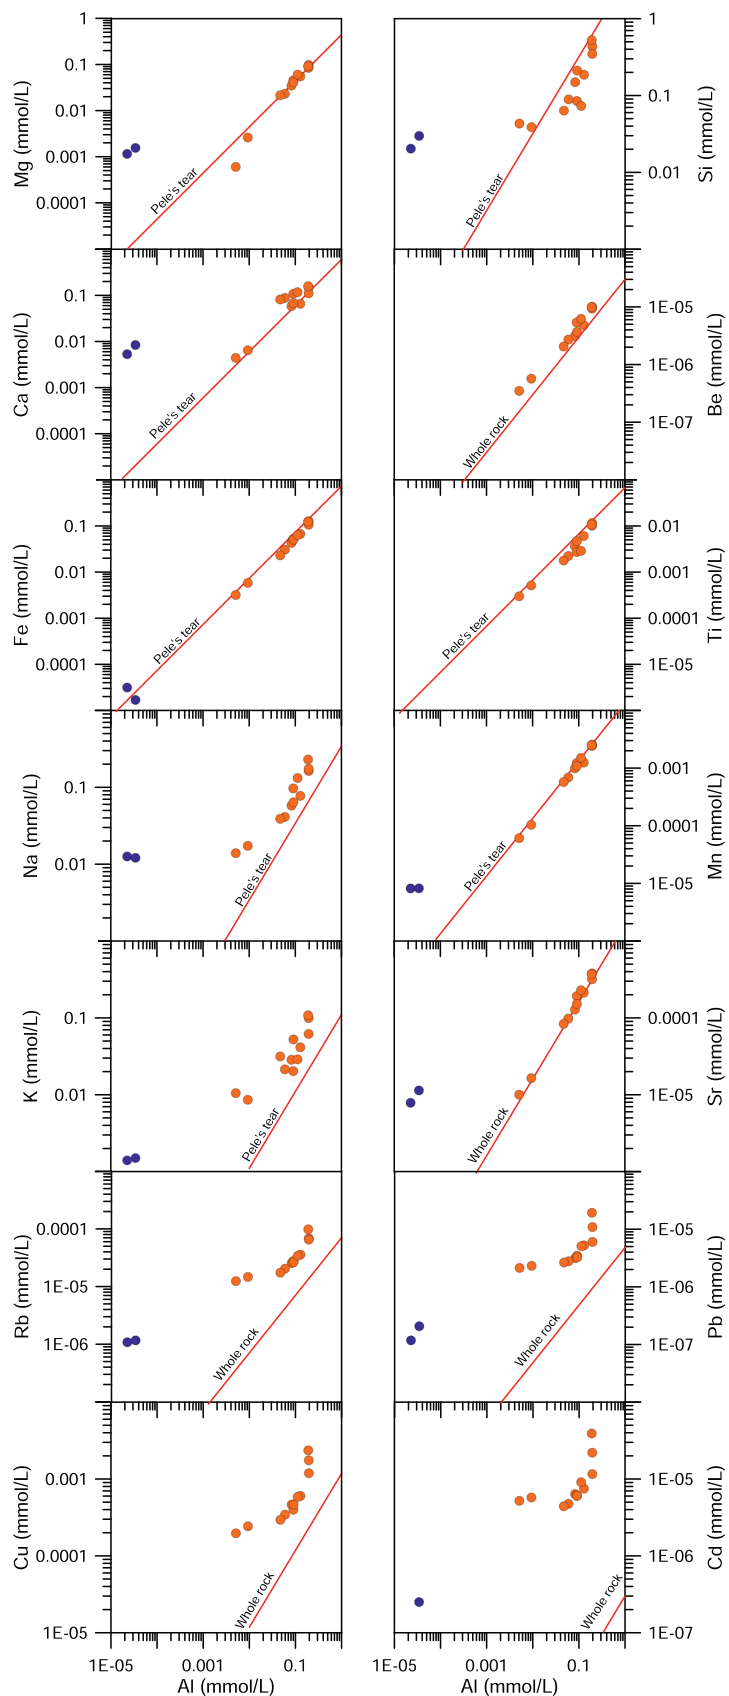 1
0.1
0.01
0.001
0.0001
Mg (mmol/L)
Pele's tear
1
0.1
0.01
Si (mmol/L)
Pele's tear
0.1
0.01
0.001
0.0001
Ca (mmol/L)
Pele's tear
1E-05
1E-06
1E-07
Be (mmol/L)
Whole rock
0.1
0.01
0.001
0.0001
Fe (mmol/L)
Pele's tear
0.01
0.001
0.0001
1E-05
Ti (mmol/L)
Pele's tear
0.1
0.01
Na (mmol/L)
Pele's tear
0.001
0.0001
1E-05
Mn (mmol/L)
Pele's tear
0.1
0.01
K (mmol/L)
Pele's tear
0.0001
1E-05
Sr (mmol/L)
Whole rock
0.0001
1E-05
1E-06
Rb (mmol/L)
Whole rock
1E-05
1E-06
1E-07
Pb (mmol/L)
Whole rock
0.001
0.0001
1E-05
Cu (mmol/L)
Whole rock
1E-05
1E-06
1E-07
Cd (mmol/L)
Whole rock
1E-05 0.001 0.1
Al (mmol/L)
1E-05 0.001 0.1
Al (mmol/L)